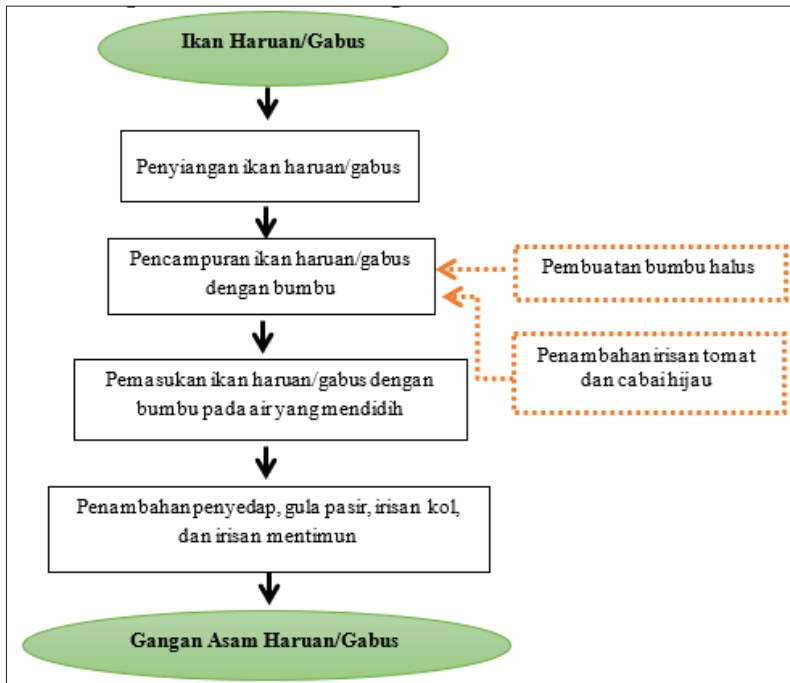 Ikan Haruan/Gabus
Penyiangan ikan haruan/gabus
Pencampuran ikan haruan/gabus
dengan bumbu
Pembuatan bumbu halus
Penambahan irisan tomat
dan cabai hijau
Pemasukan ikan haruan/gabus dengan
bumbu pada air yang mendidih
Penambahan penyedap, gula pasir, irisan kol,
dan irisan mentimun
Gangan Asam Haruan/Gabus